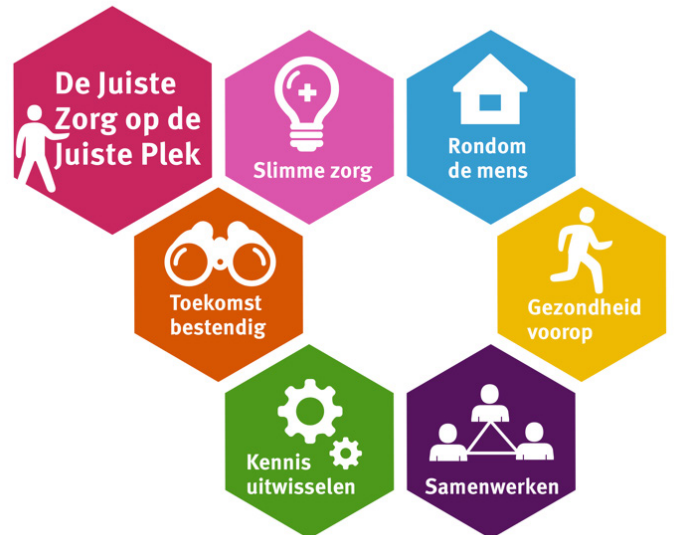 De Juiste
Zorg op de
Juiste Plek
Slimme zorg
Rondom
de mens
Toekomst
bestendig
Gezondheid
voorop
Kennis
uitwisselen
Samenwerken